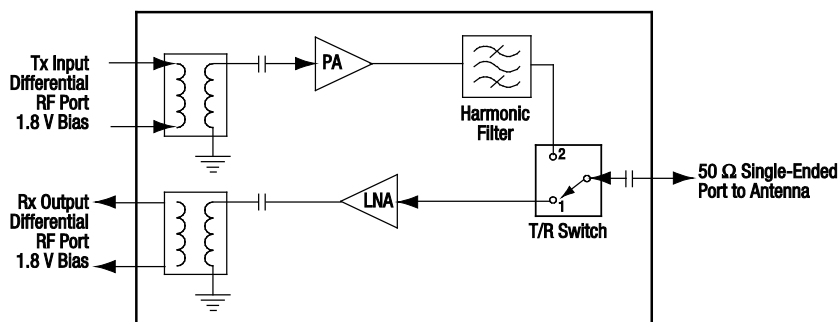 Tx Input
Differential
RF Port
1.8 V Bias
PA
Harmonic
Filter
2
1
T/R Switch
50 Ω Single-Ended
Port to Antenna
Rx Output
Differential
RF Port
1.8 V Bias
LNA